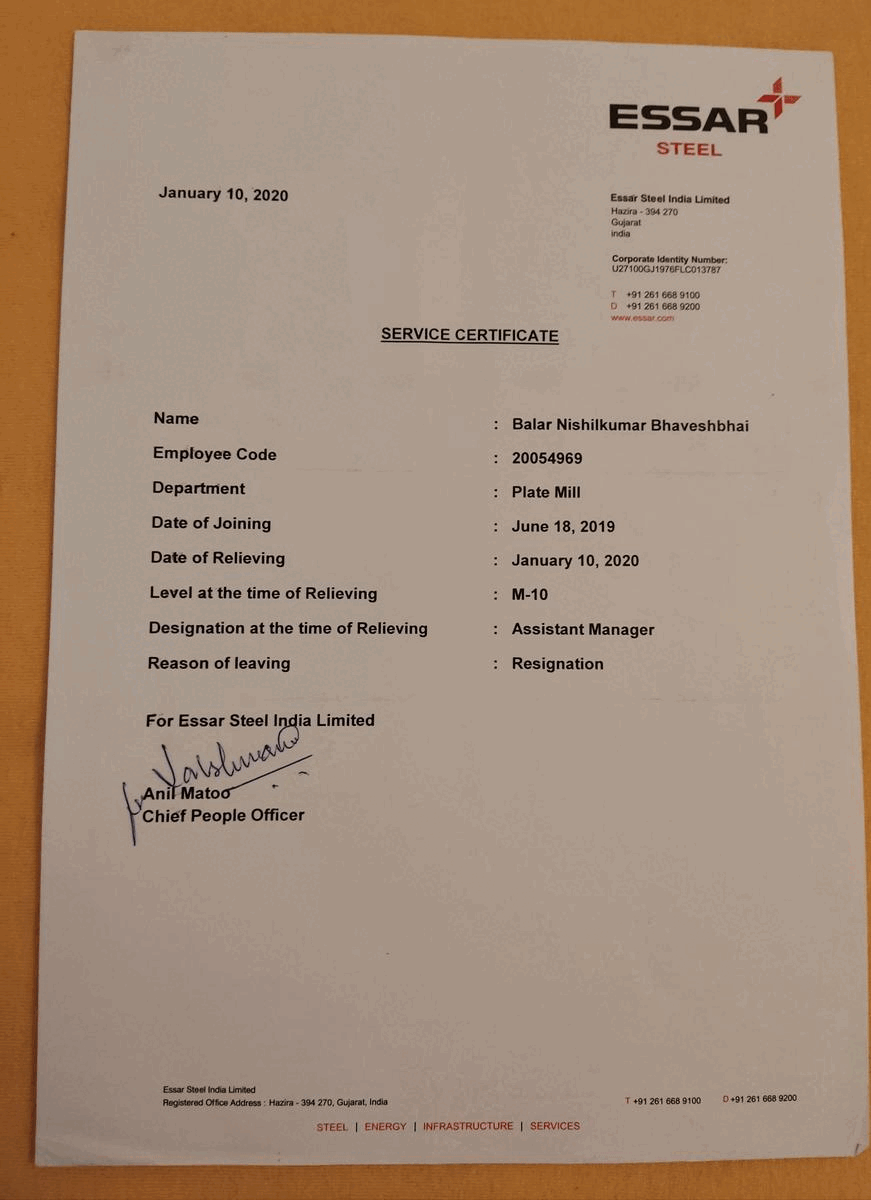 ESSAR
STEEL
January 10, 2020
Essar Steel India Limited
Hazira - 394 270
Gujarat
india
Corporate Identity Number:
U27100GJ1976FLC013787
T +91 261 668 9100
D +91 261 668 9200
www.essar.com
SERVICE CERTIFICATE
Name : Balar Nishilkumar Bhaveshbhai
Employee Code : 20054969
Department : Plate Mill
Date of Joining : June 18, 2019
Date of Relieving : January 10, 2020
Level at the time of Relieving : M-10
Designation at the time of Relieving : Assistant Manager
Reason of leaving : Resignation
For Essar Steel India Limited
Anil Matoo
Chief People Officer
Essar Steel India Limited
Registered Office Address : Hazira - 394 270, Gujarat, India T +91 261 668 9100 D +91 261 668 9200
STEEL | ENERGY | INFRASTRUCTURE | SERVICES